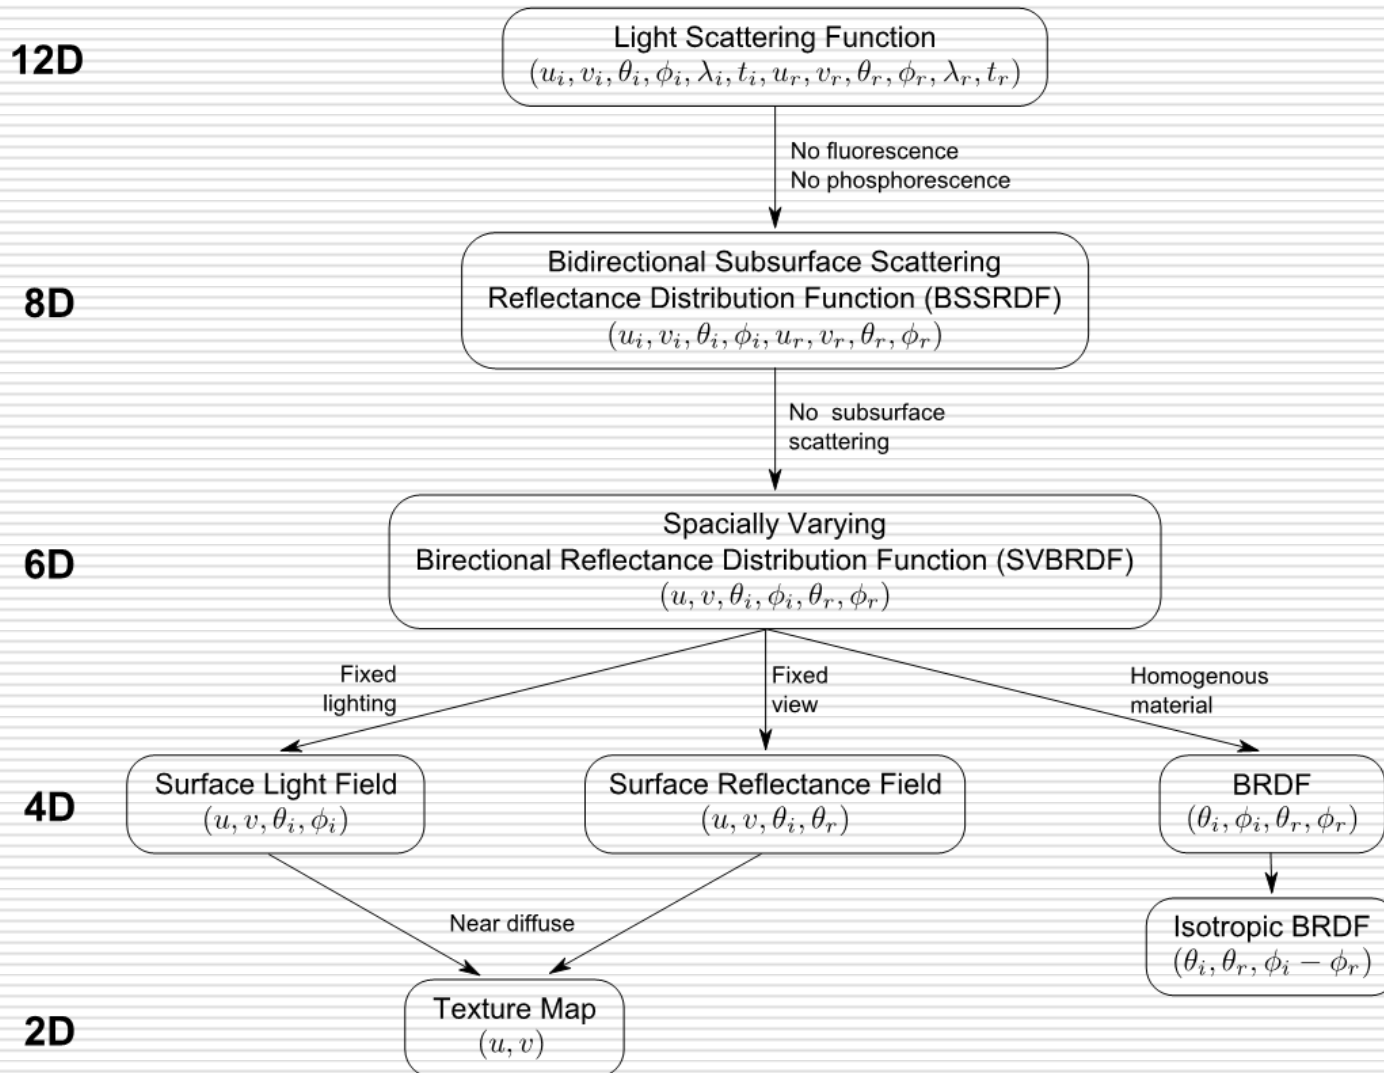 12D
Light Scattering Function
(u_i, v_i, θ_i, ϕ_i, λ_i, t_i, u_r, v_r, θ_r, ϕ_r, λ_r, t_r)
No fluorescence
No phosphorescence
8D
Bidirectional Subsurface Scattering
Reflectance Distribution Function (BSSRDF)
(u_i, v_i, θ_i, ϕ_i, u_r, v_r, θ_r, ϕ_r)
No subsurface
scattering
6D
Spacially Varying
Birectional Reflectance Distribution Function (SVBRDF)
(u, v, θ_i, ϕ_i, θ_r, ϕ_r)
Fixed
lighting
Fixed
view
Homogenous
material
4D
Surface Light Field
(u, v, θ_i, ϕ_i)
Surface Reflectance Field
(u, v, θ_i, θ_r)
BRDF
(θ_i, ϕ_i, θ_r, ϕ_r)
Near diffuse
Isotropic BRDF
(θ_i, θ_r, ϕ_i − ϕ_r)
2D
Texture Map
(u, v)